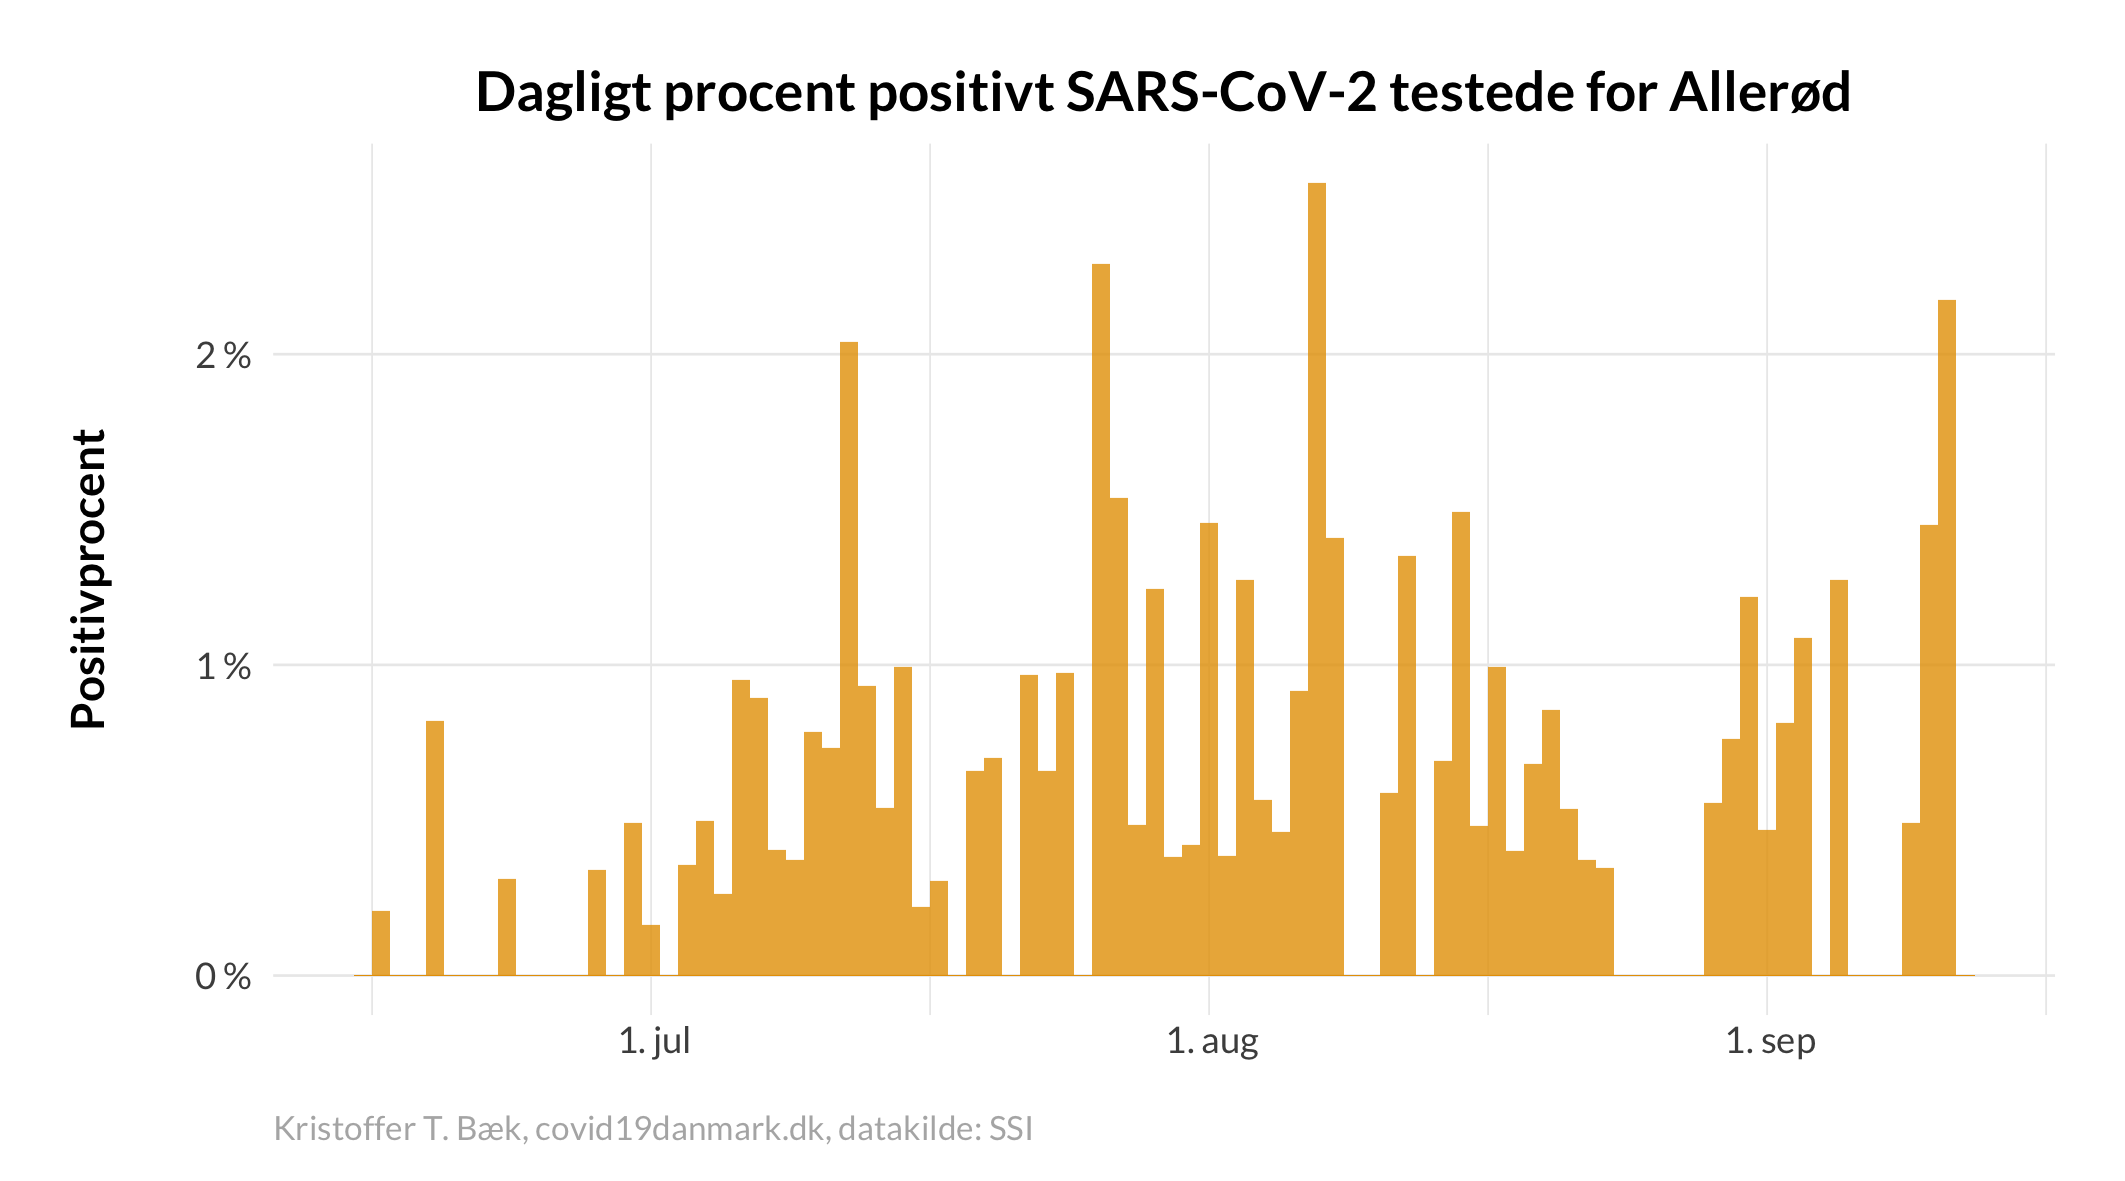 Dagligt procent positivt SARS-CoV-2 testede for Allerød
Positivprocent
2 %
1 %
0 %
1. jul
1. aug
1. sep
Kristoffer T. Bæk, covid19danmark.dk, datakilde: SSI